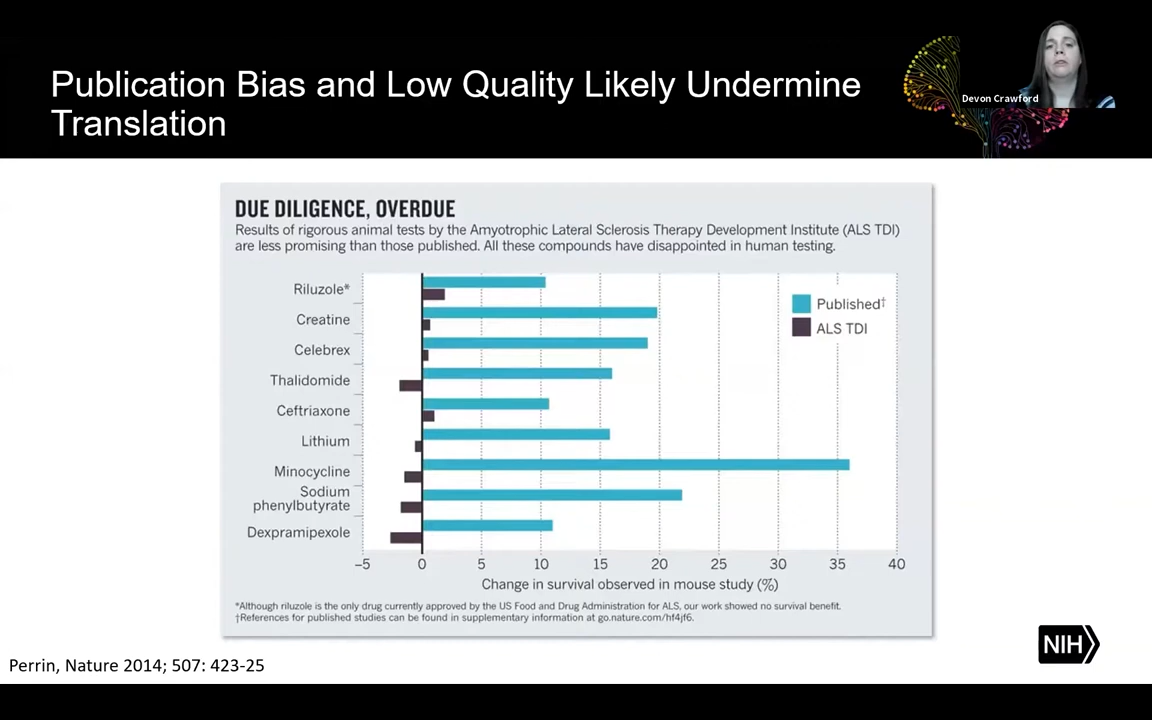 Publication Bias and Low Quality Likely Undermine
Translation
Devon Crawford
DUE DILIGENCE, OVERDUE
Results of rigorous animal tests by the Amyotrophic Lateral Sclerosis Therapy Development Institute (ALS TDI)
are less promising than those published. All these compounds have disappointed in human testing.
Riluzole*
Creatine
Celebrex
Thalidomide
Ceftriaxone
Lithium
Minocycline
Sodium
phenylbutyrate
Dexpramipexole
Published†
ALS TDI
–5 0 5 10 15 20 25 30 35 40
Change in survival observed in mouse study (%)
*Although riluzole is the only drug currently approved by the US Food and Drug Administration for ALS, our work showed no survival benefit.
†References for published studies can be found in supplementary information at go.nature.com/hf4jf6.
NIH
Perrin, Nature 2014; 507: 423-25